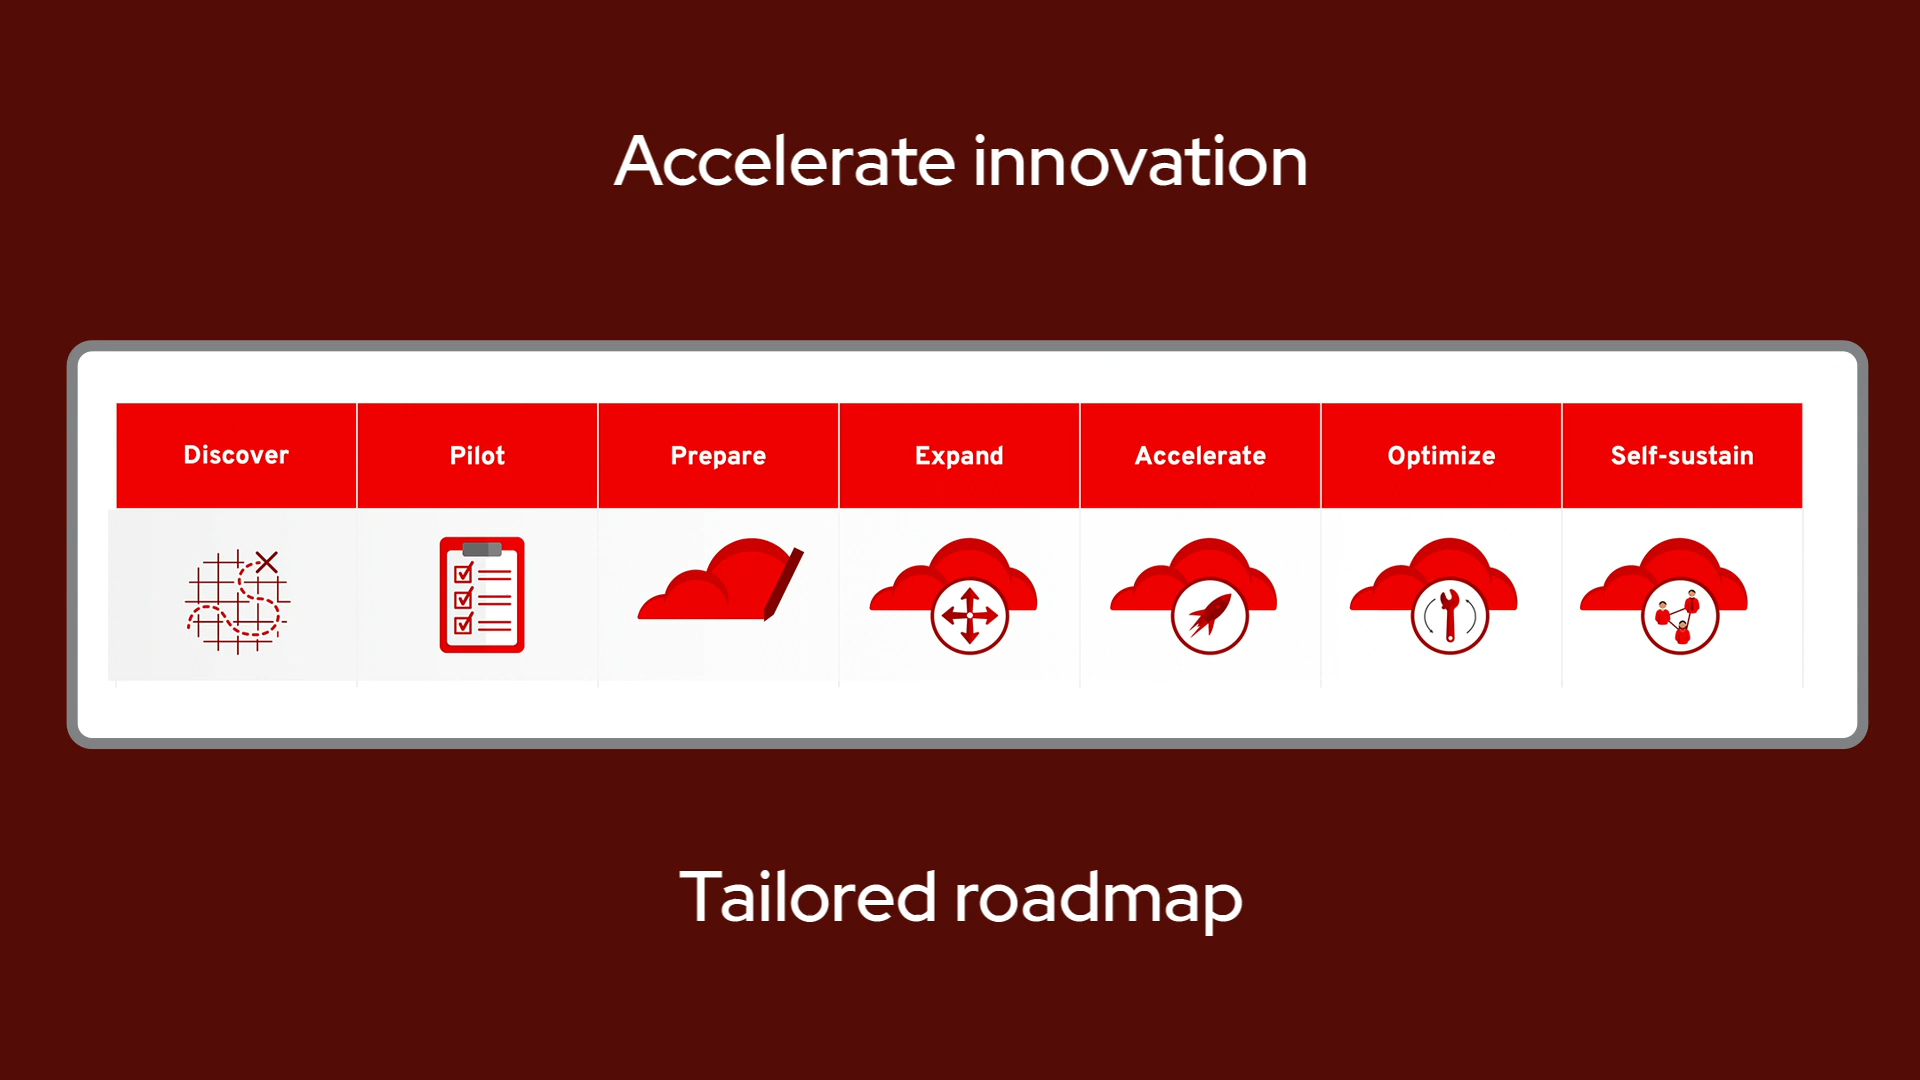 Accelerate innovation
Discover Pilot Prepare Expand Accelerate Optimize Self-sustain
Tailored roadmap